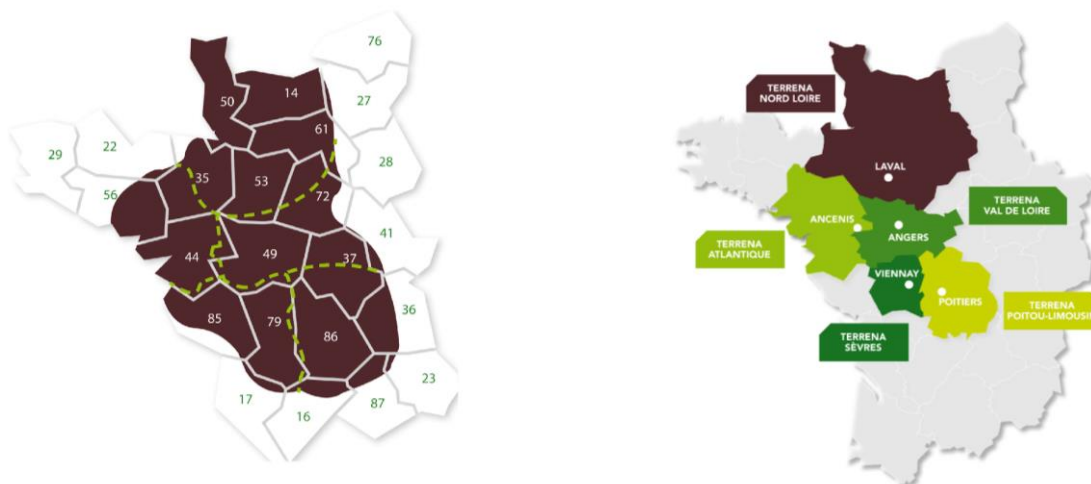 76
14
50
27
61
29
22
28
35
53
56
72
41
44
49
37
36
85
79
86
23
17
87
16
TERRENA
NORD LOIRE
LAVAL
TERRENA
VAL DE LOIRE
ANCENIS
ANGERS
TERRENA
ATLANTIQUE
VIENNAY
POITIERS
TERRENA
POITOU-LIMOUSI
TERRENA
SÈVRES